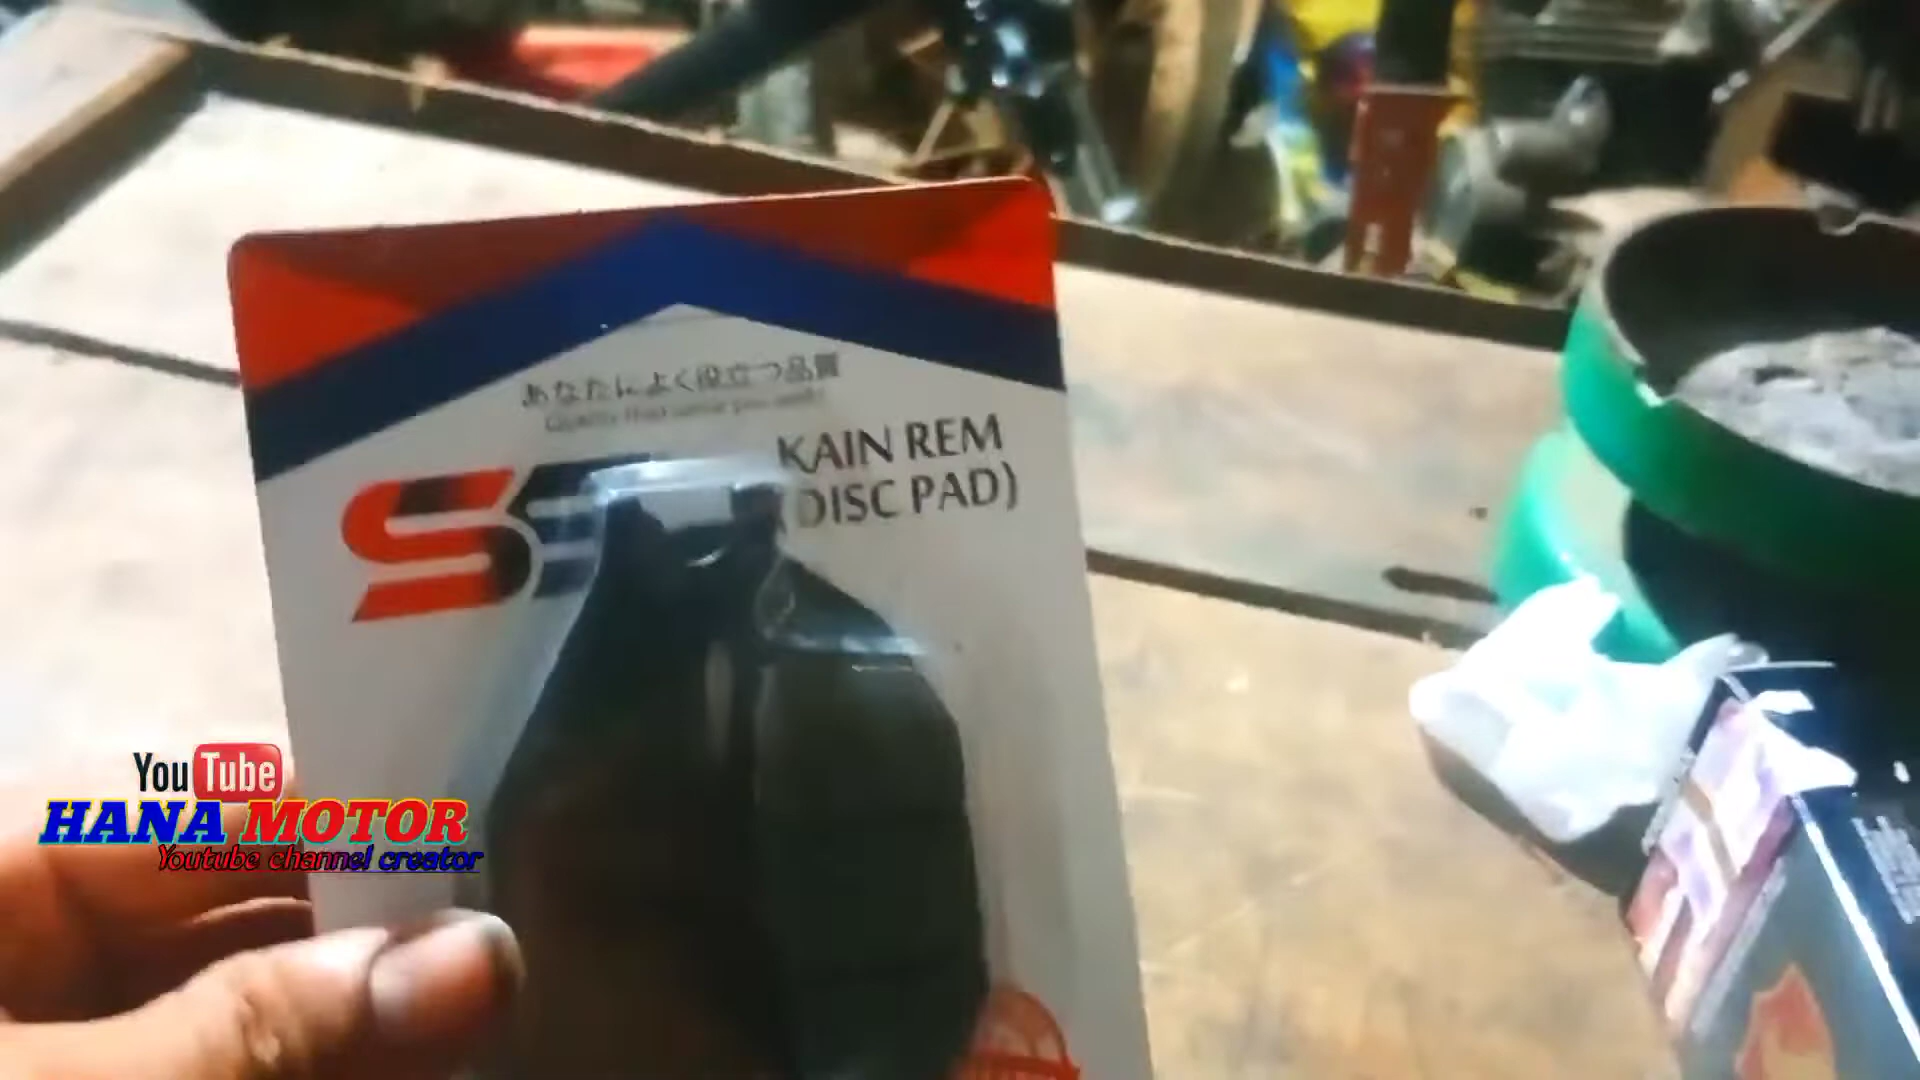 あなたによく役立つ品質
KAIN REM
(DISC PAD)
YouTube
HANA MOTOR
Youtube channel creator